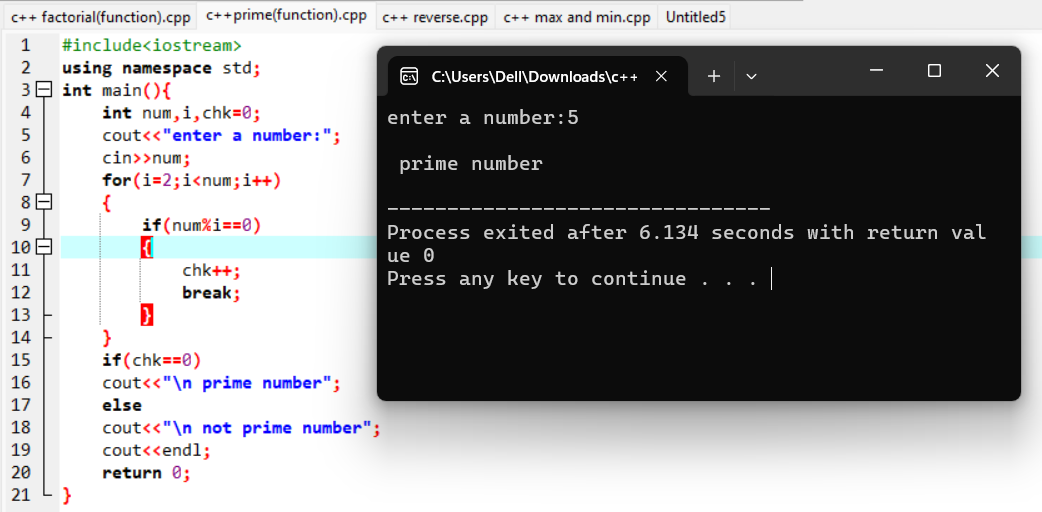 c++ factorial(function).cpp c++prime(function).cpp c++ reverse.cpp c++ max and min.cpp Untitled5
1 #include<iostream>
2 using namespace std;
3 int main(){
4 int num,i,chk=0;
5 cout<<"enter a number:";
6 cin>>num;
7 for(i=2;i<num;i++)
8 {
9 if(num%i==0)
10 {
11 chk++;
12 break;
13 }
14 }
15 if(chk==0)
16 cout<<"\n prime number";
17 else
18 cout<<"\n not prime number";
19 cout<<endl;
20 return 0;
21 }
C:\Users\Dell\Downloads\c++
enter a number:5
prime number
--------------------------------
Process exited after 6.134 seconds with return val
ue 0
Press any key to continue . . .